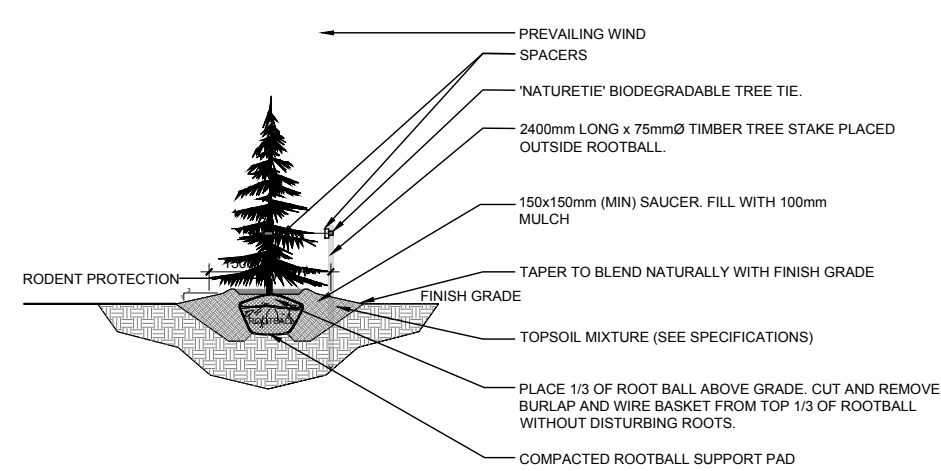 PREVAILING WIND
SPACERS
'NATURETIE' BIODEGRADABLE TREE TIE.
2400mm LONG x 75mmØ TIMBER TREE STAKE PLACED
OUTSIDE ROOTBALL.
150x150mm (MIN) SAUCER. FILL WITH 100mm
MULCH
RODENT PROTECTION
TAPER TO BLEND NATURALLY WITH FINISH GRADE
FINISH GRADE
ROOTBALL
TOPSOIL MIXTURE (SEE SPECIFICATIONS)
PLACE 1/3 OF ROOT BALL ABOVE GRADE. CUT AND REMOVE
BURLAP AND WIRE BASKET FROM TOP 1/3 OF ROOTBALL
WITHOUT DISTURBING ROOTS.
COMPACTED ROOTBALL SUPPORT PAD